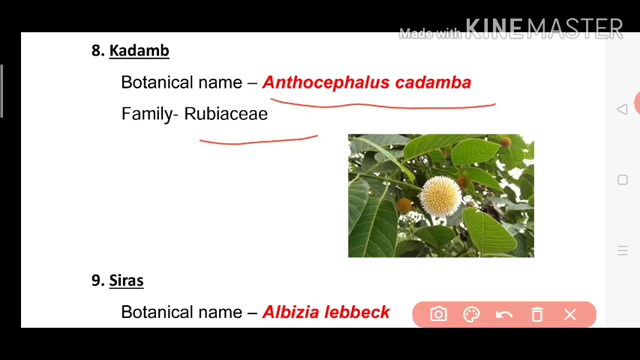 Made with KINEMASTER
8. Kadamb
Botanical name – Anthocephalus cadamba
Family- Rubiaceae
9. Siras
Botanical name – Albizia lebbeck